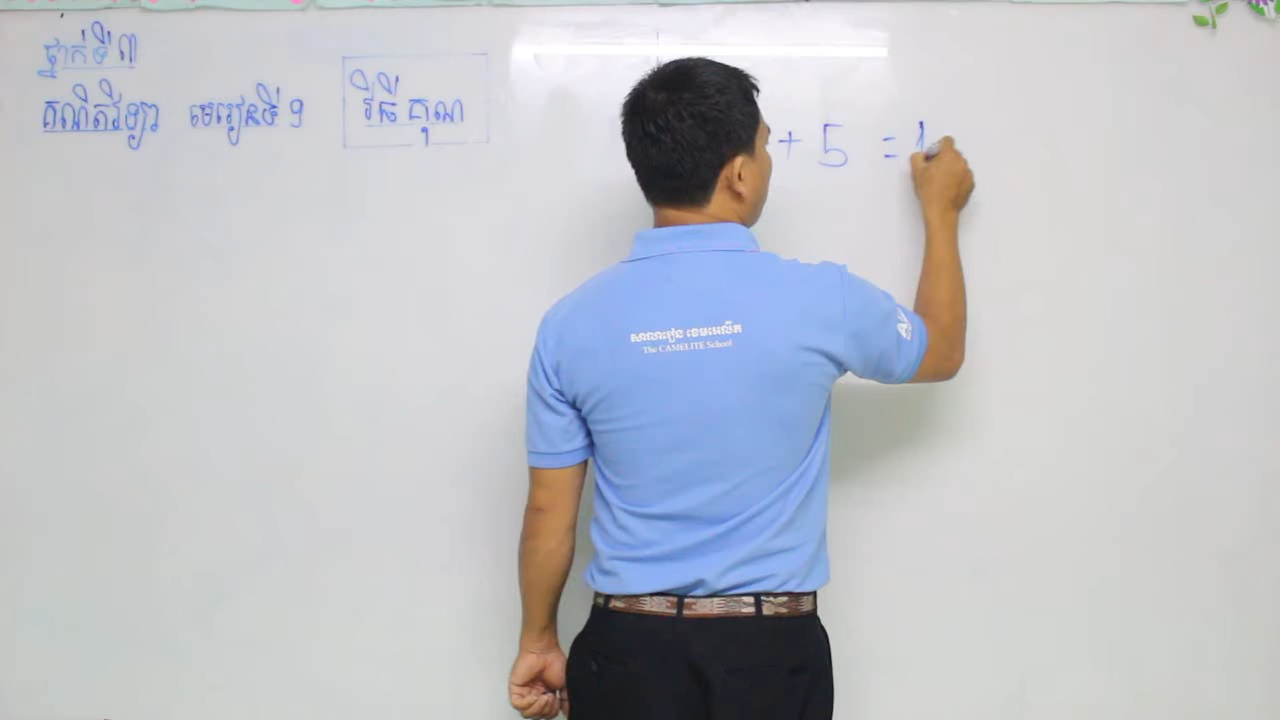 ថ្នាក់ទី ៣
គណិតវិទ្យា មេរៀនទី ១
វិធីគុណ
+ 5 = 1
សាលារៀន ខេមអេលីត
The CAMELITE School